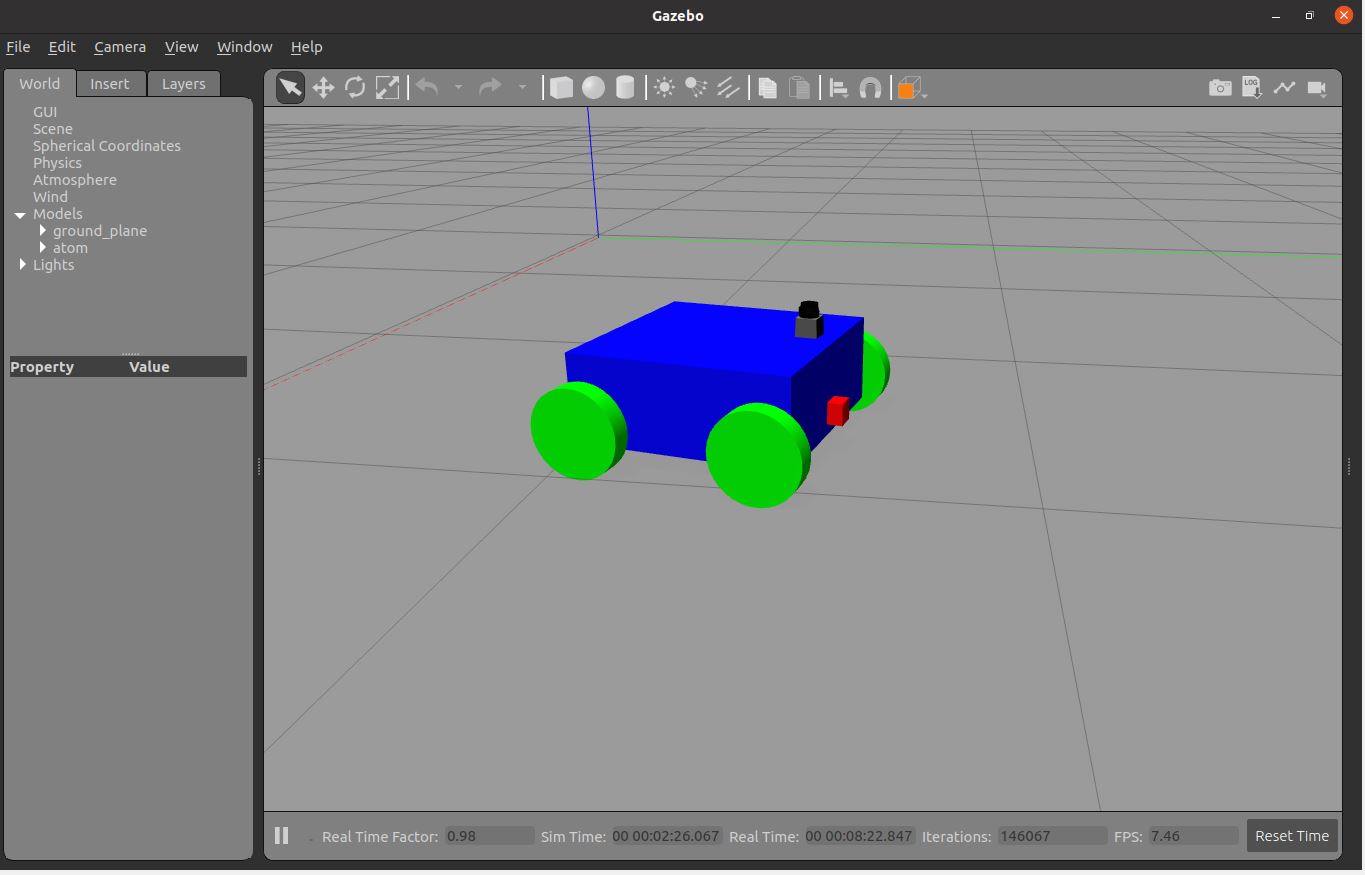 Gazebo
File Edit Camera View Window Help
World Insert Layers
GUI
Scene
Spherical Coordinates
Physics
Atmosphere
Wind
Models
ground_plane
atom
Lights
Property Value
LOG
Real Time Factor: 0.98 Sim Time: 00 00:02:26.067 Real Time: 00 00:08:22.847 Iterations: 146067 FPS: 7.46 Reset Time